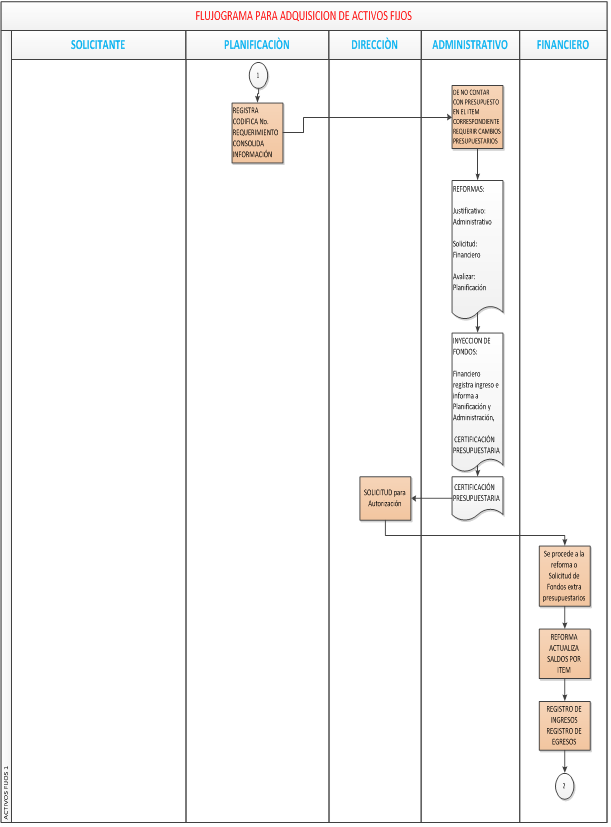 FLUJOGRAMA PARA ADQUISICION DE ACTIVOS FIJOS
SOLICITANTE
PLANIFICACIÒN
DIRECCIÒN
ADMINISTRATIVO
FINANCIERO
1
REGISTRA
CODIFICA No.
REQUERIMIENTO
CONSOLIDA
INFORMACIÓN
DE NO CONTAR
CON PRESUPUESTO
EN EL ITEM
CORRESPONDIENTE
REQUERIR CAMBIOS
PRESUPUESTARIOS
REFORMAS:
Justificativo:
Administrativo
Solicitud:
Financiero
Avalizar:
Planificación
INYECCION DE
FONDOS:
Financiero
registra ingreso e
informa a
Planificación y
Administración,
CERTIFICACIÒN
PRESUPUESTARIA
CERTIFICACIÒN
PRESUPUESTARIA
SOLICITUD para
Autorización
Se procede a la
reforma o
Solicitud de
Fondos extra
presupuestarios
REFORMA
ACTUALIZA
SALDOS POR
ITEM
REGISTRO DE
INGRESOS
REGISTRO DE
EGRESOS
2
ACTIVOS FIJOS 1